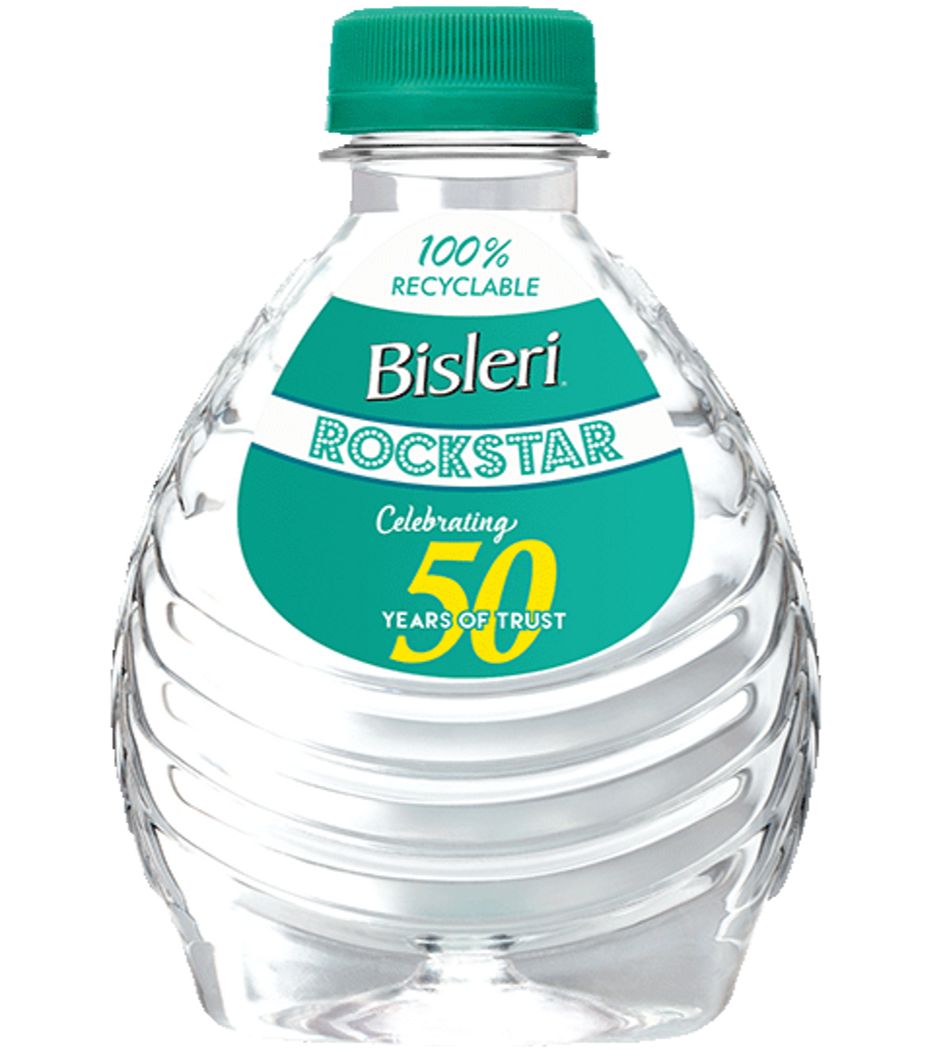 100%
RECYCLABLE
Bisleri
ROCKSTAR
Celebrating
50
YEARS OF TRUST